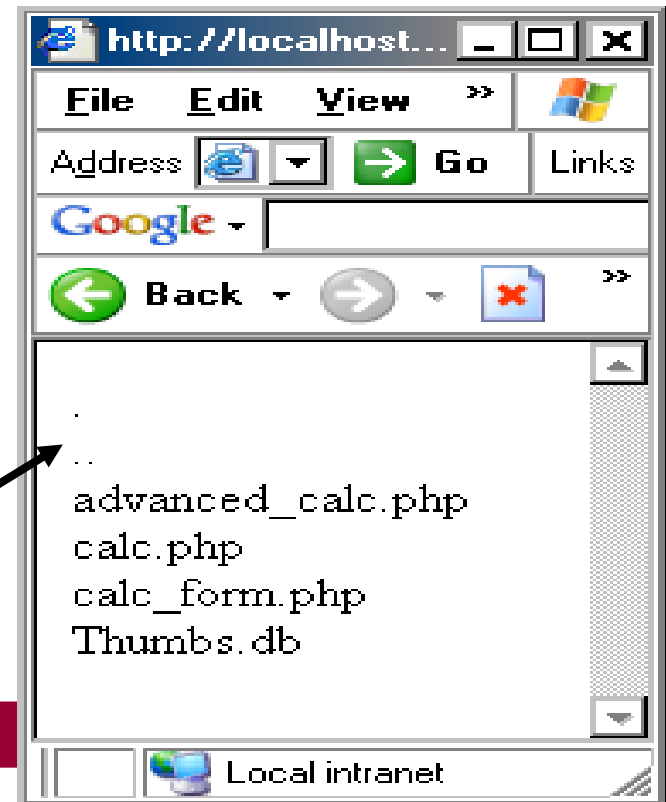 http://localhost...
File Edit View »
Address Go Links
Google
Back »
.
..
advanced_calc.php
calc.php
calc_form.php
Thumbs.db
Local intranet